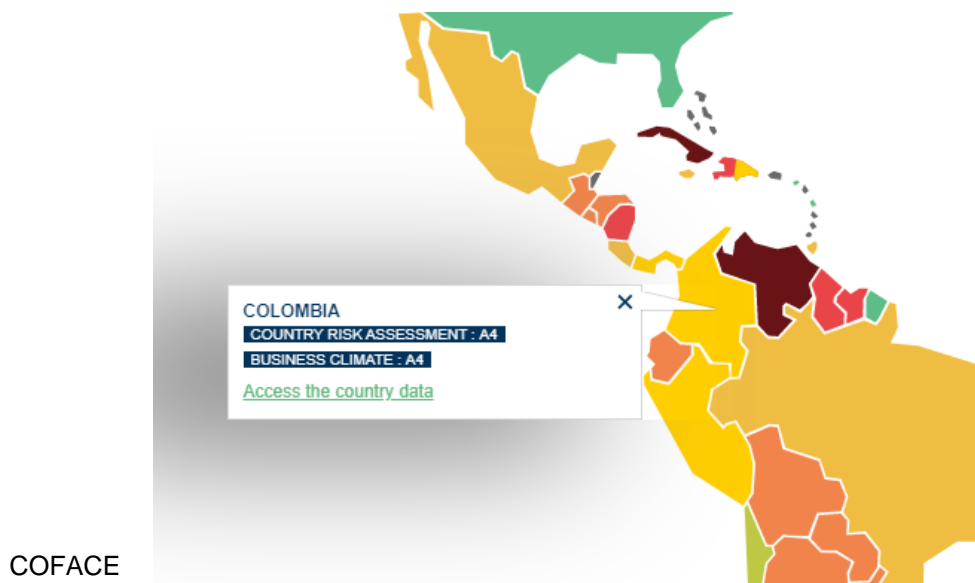 COLOMBIA
COUNTRY RISK ASSESSMENT : A4
BUSINESS CLIMATE : A4
Access the country data
COFACE